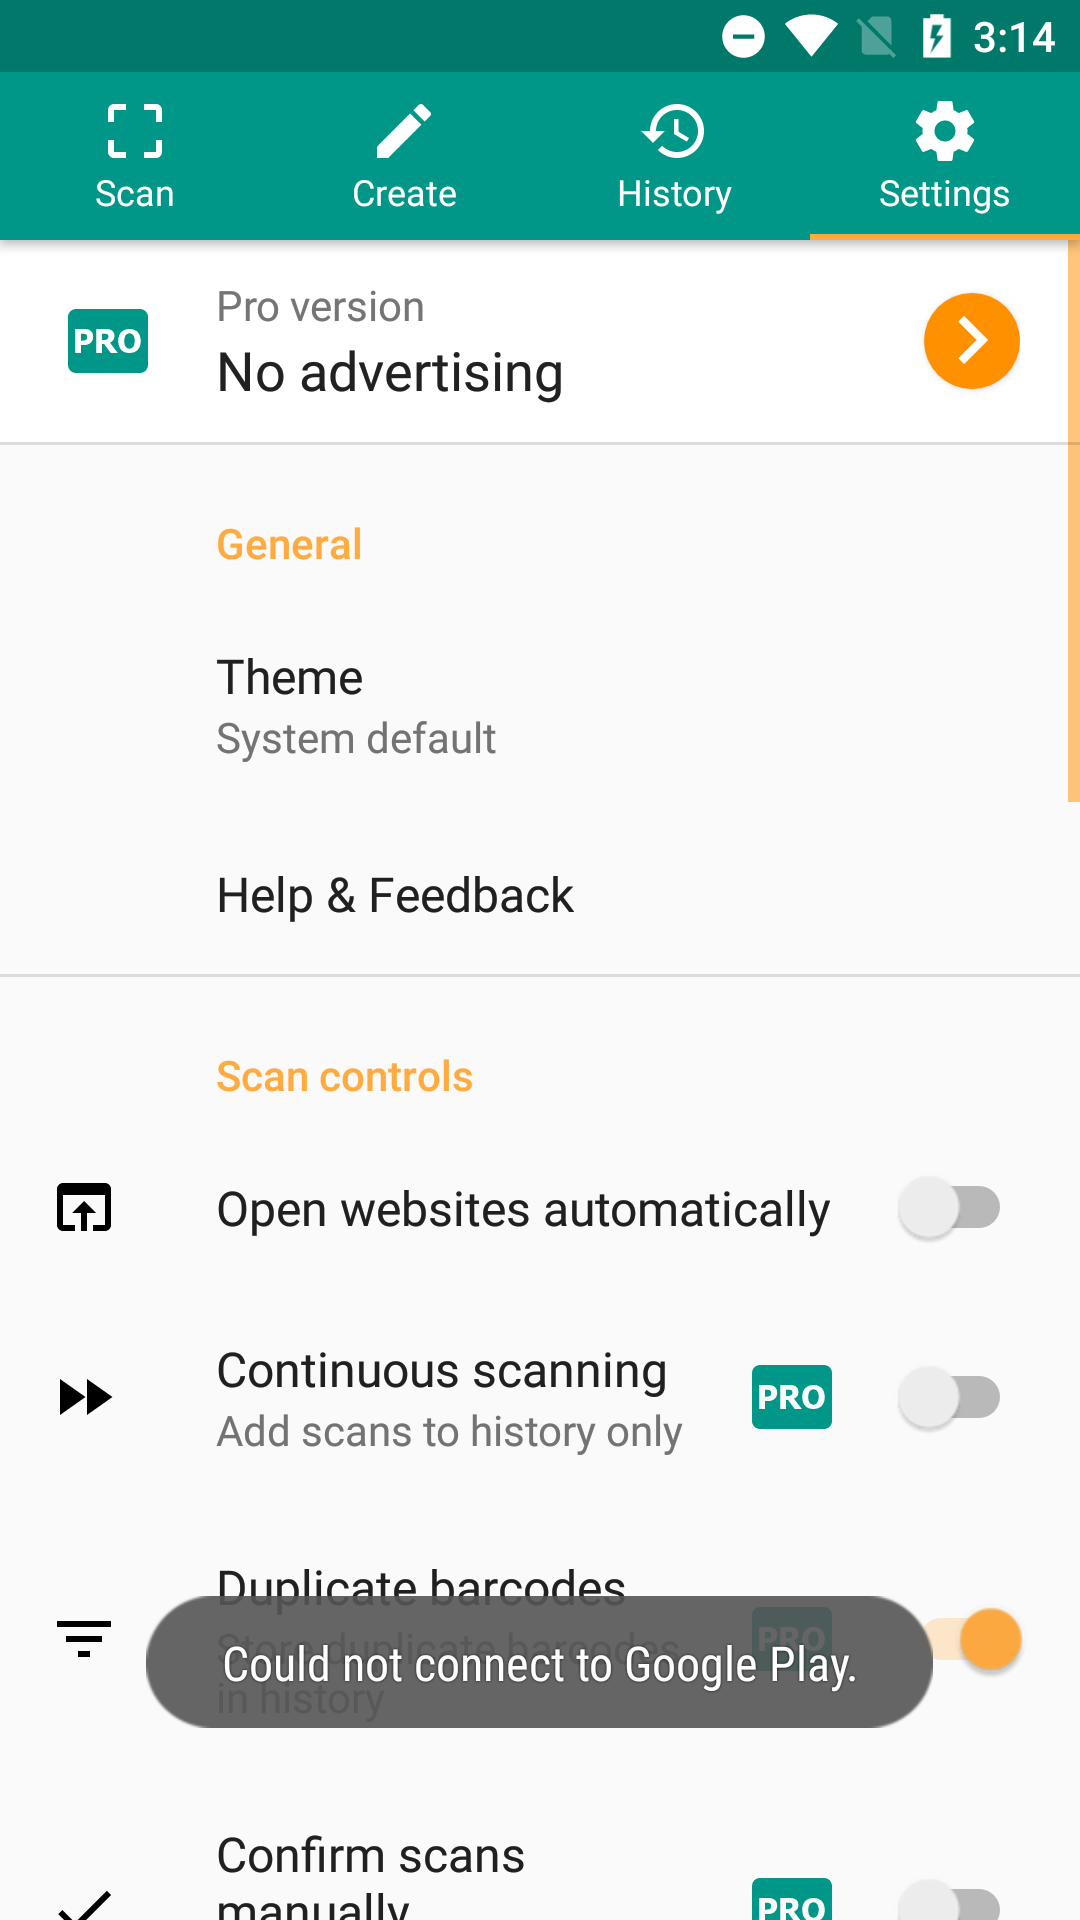 3:14
Scan
Create
History
Settings
PRO
Pro version
No advertising
General
Theme
System default
Help & Feedback
Scan controls
Open websites automatically
Continuous scanning
Add scans to history only
PRO
Duplicate barcodes
Store duplicate barcodes
in history
PRO
Could not connect to Google Play.
Confirm scans
manually
PRO